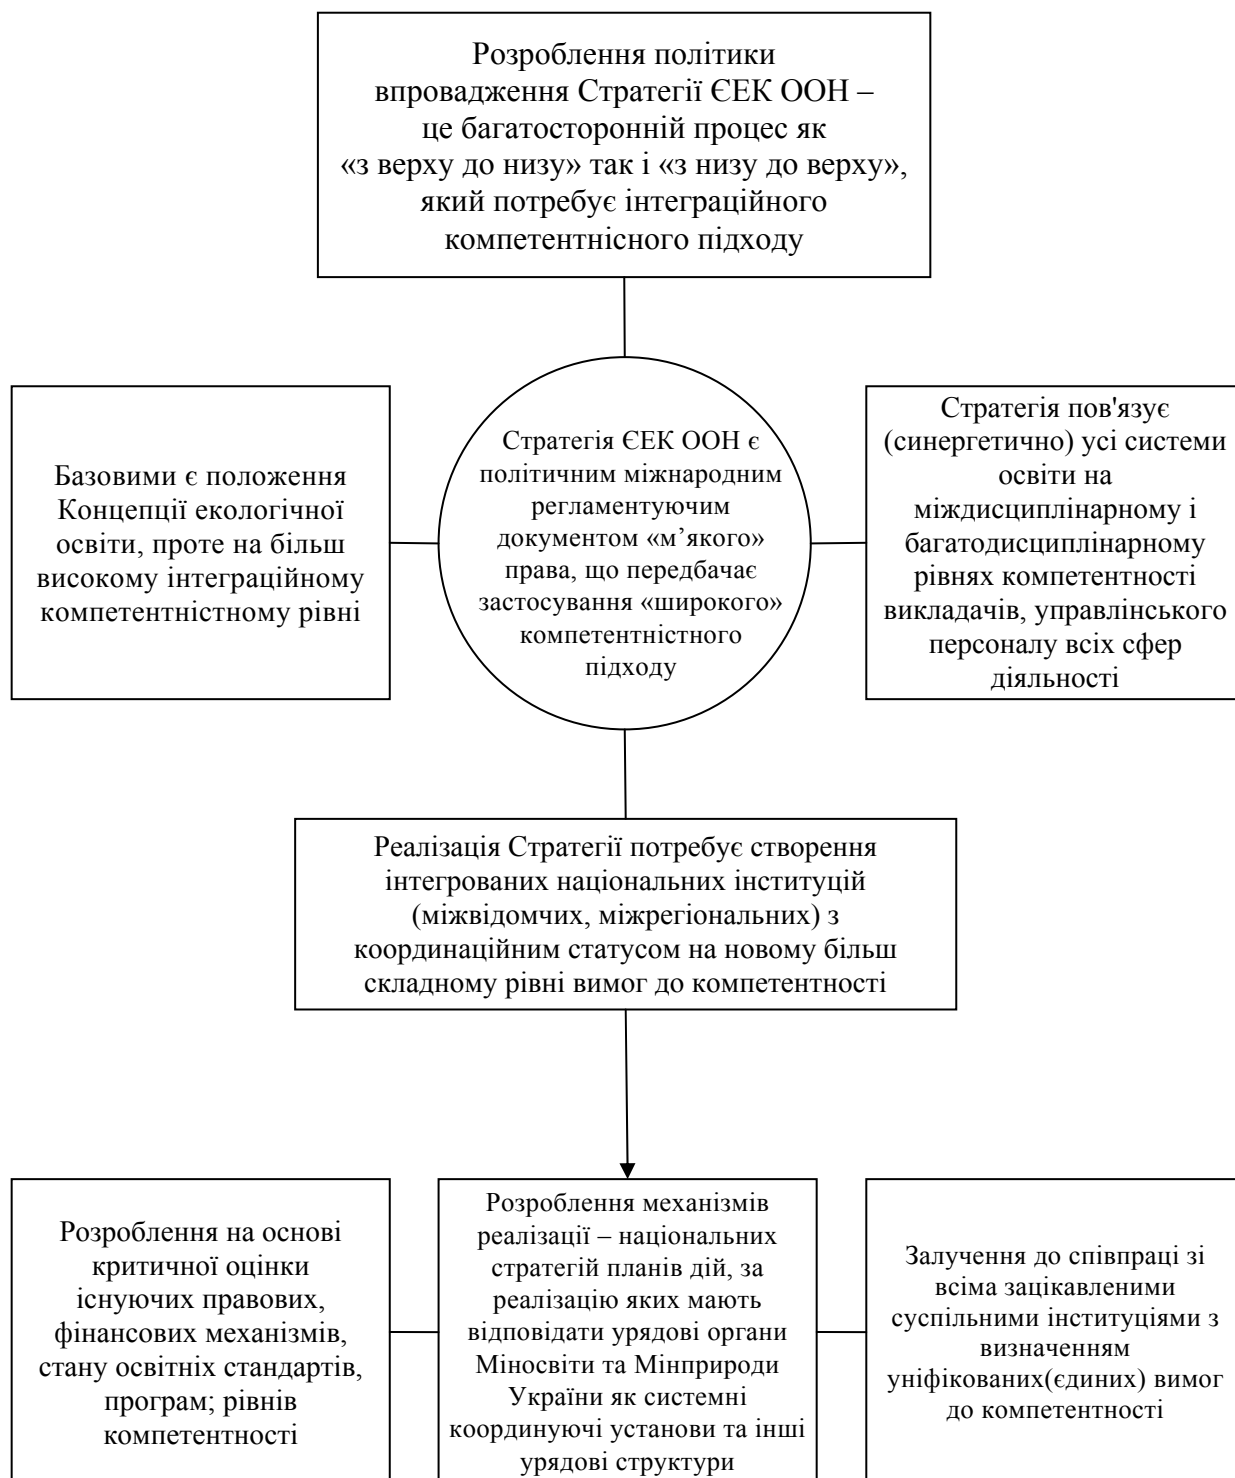 Розроблення політики
впровадження Стратегії ЄЕК ООН –
це багатосторонній процес як
«з верху до низу» так і «з низу до верху»,
який потребує інтеграційного
компетентнісного підходу
Базовими є положення
Концепції екологічної
освіти, проте на більш
високому інтеграційному
компетентністному рівні
Стратегія ЄЕК ООН є
політичним міжнародним
регламентуючим
документом «м’якого»
права, що передбачає
застосування «широкого»
компетентністного
підходу
Стратегія пов'язує
(синергетично) усі системи
освіти на
міждисциплінарному і
багатодисциплінарному
рівнях компетентності
викладачів, управлінського
персоналу всіх сфер
діяльності
Реалізація Стратегії потребує створення
інтегрованих національних інституцій
(міжвідомчих, міжрегіональних) з
координаційним статусом на новому більш
складному рівні вимог до компетентності
Розроблення на основі
критичної оцінки
існуючих правових,
фінансових механізмів,
стану освітніх стандартів,
програм; рівнів
компетентності
Розроблення механізмів
реалізації – національних
стратегій планів дій, за
реалізацію яких мають
відповідати урядові органи
Міносвіти та Мінприроди
України як системні
координуючі установи та інші
урядові структури
Залучення до співпраці зі
всіма зацікавленими
суспільними інституціями з
визначенням
уніфікованих(єдиних) вимог
до компетентності